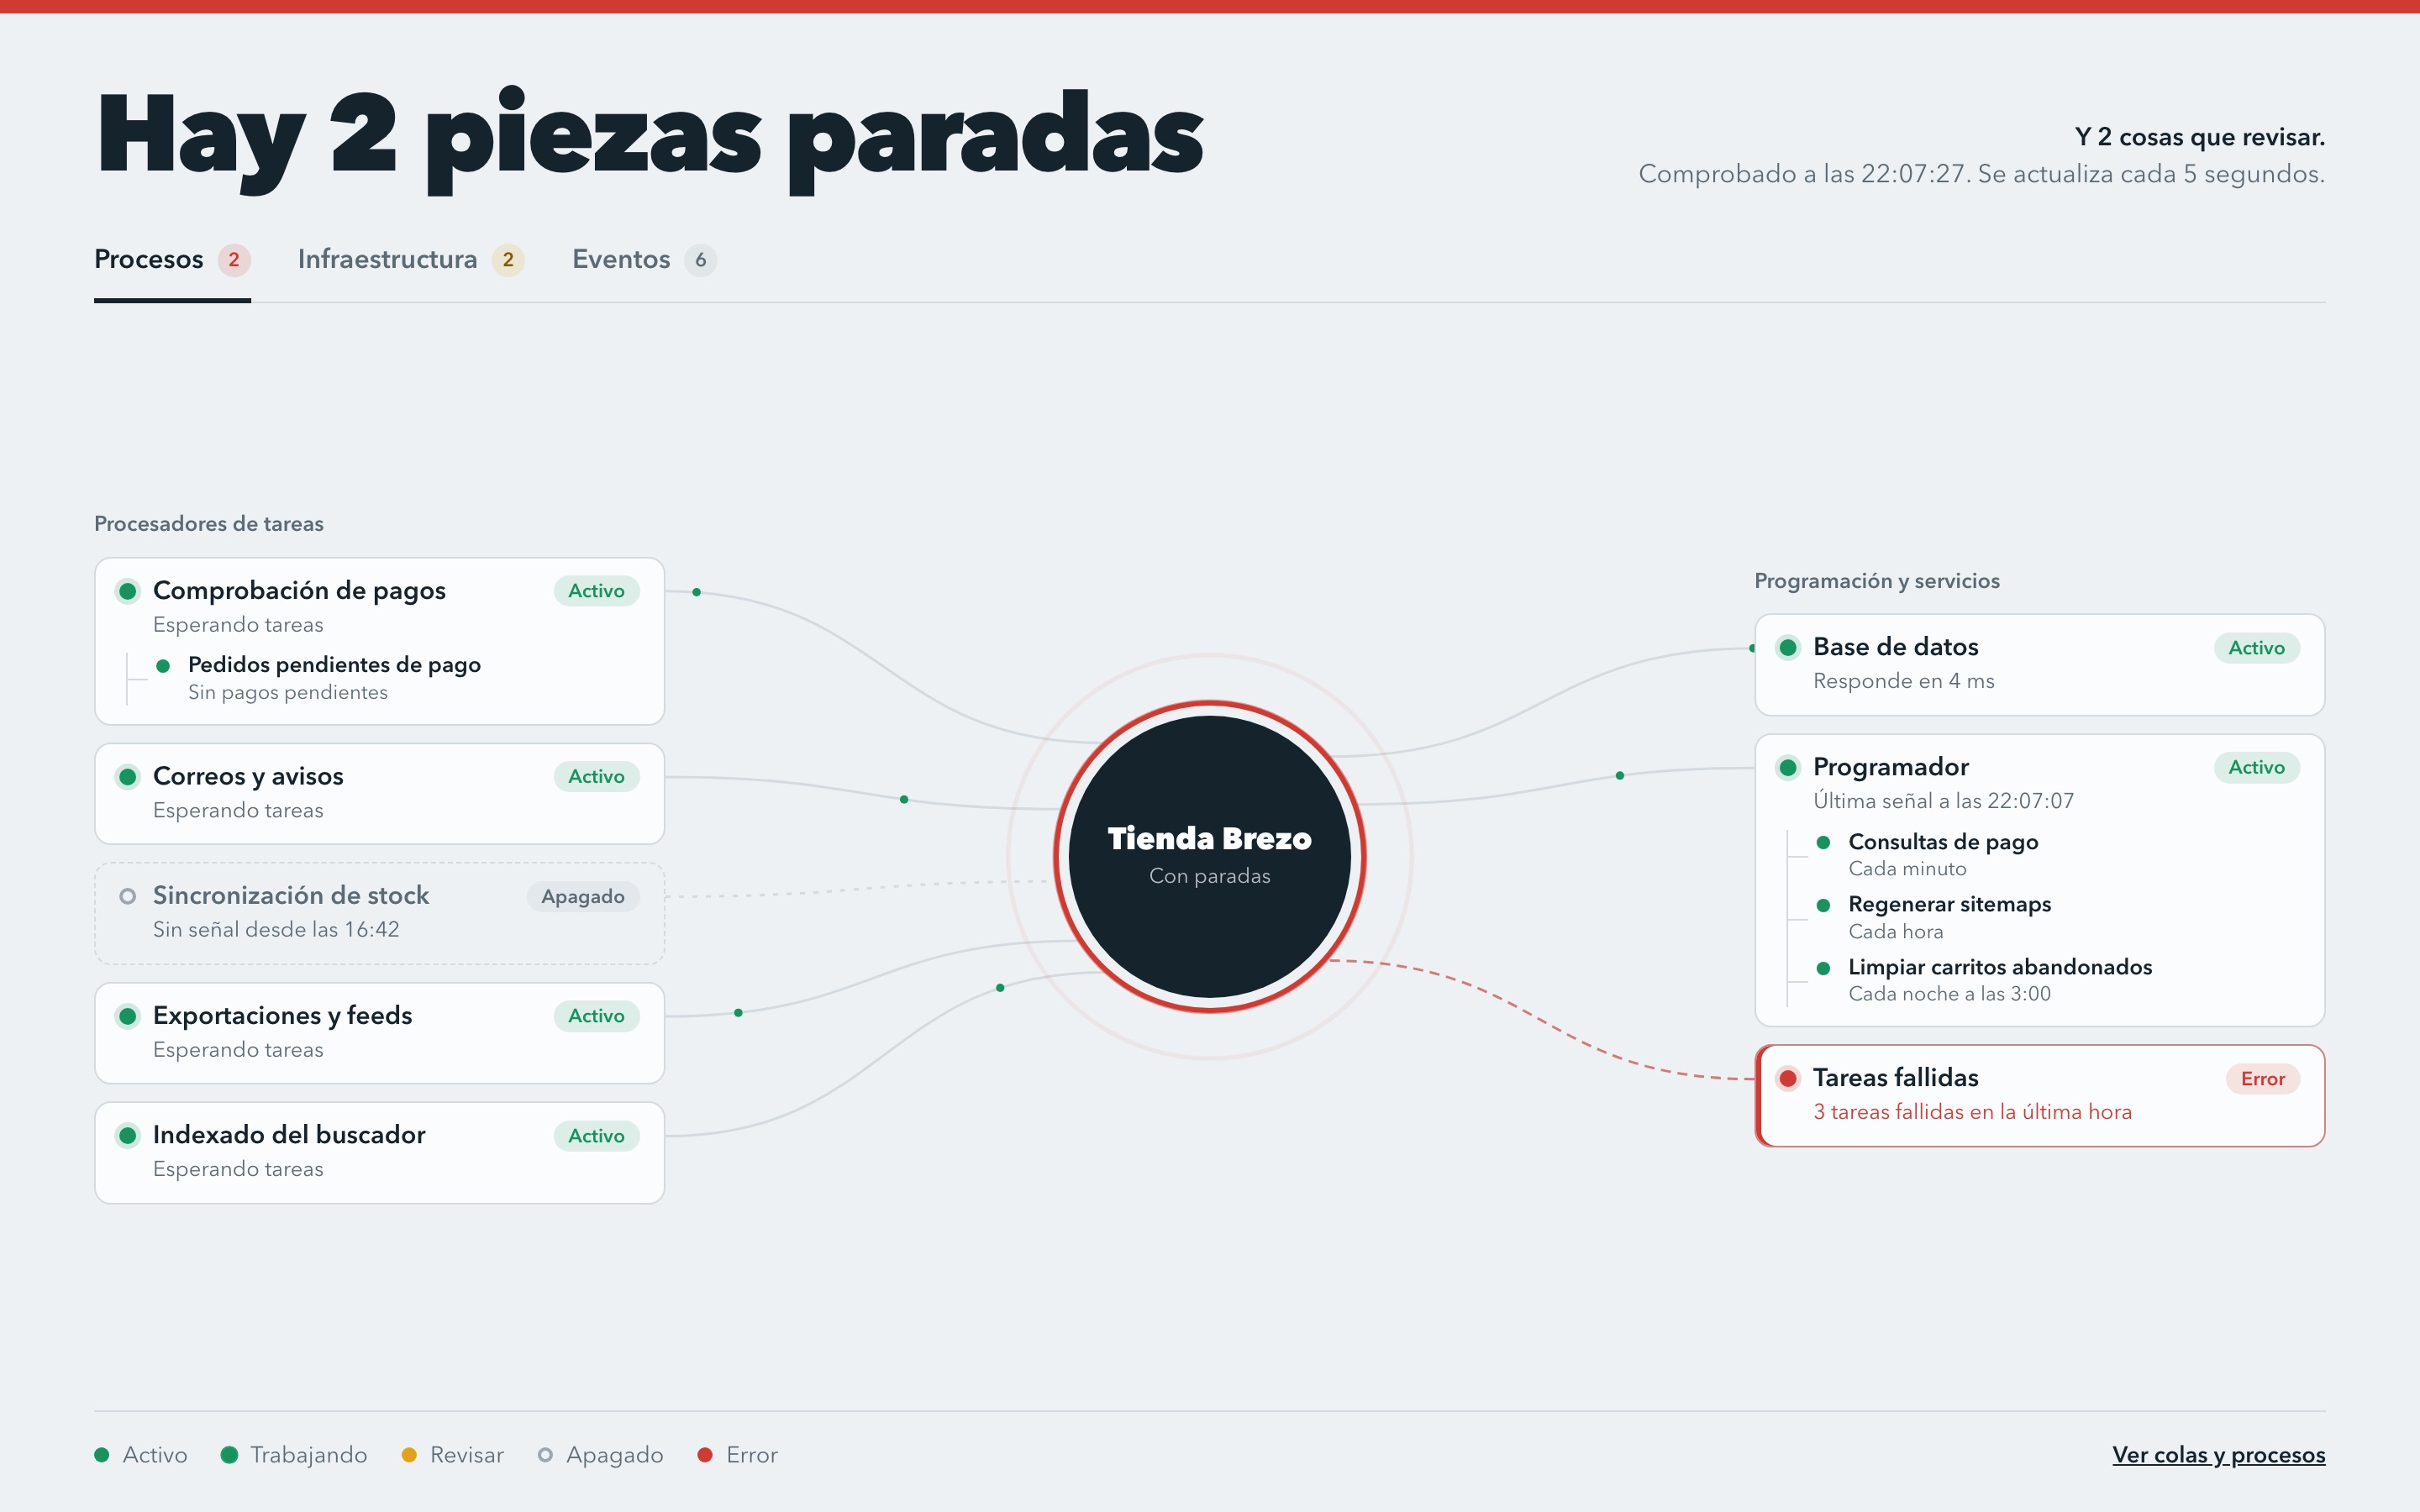 Hay 2 piezas paradas
Y 2 cosas que revisar.
Comprobado a las 22:07:27. Se actualiza cada 5 segundos.
Procesos 2
Infraestructura 2
Eventos 6
Procesadores de tareas
Comprobación de pagos
Activo
Esperando tareas
Pedidos pendientes de pago
Sin pagos pendientes
Correos y avisos
Activo
Esperando tareas
Sincronización de stock
Apagado
Sin señal desde las 16:42
Exportaciones y feeds
Activo
Esperando tareas
Indexado del buscador
Activo
Esperando tareas
Tienda Brezo
Con paradas
Programación y servicios
Base de datos
Activo
Responde en 4 ms
Programador
Activo
Última señal a las 22:07:07
Consultas de pago
Cada minuto
Regenerar sitemaps
Cada hora
Limpiar carritos abandonados
Cada noche a las 3:00
Tareas fallidas
Error
3 tareas fallidas en la última hora
Activo
Trabajando
Revisar
Apagado
Error
Ver colas y procesos